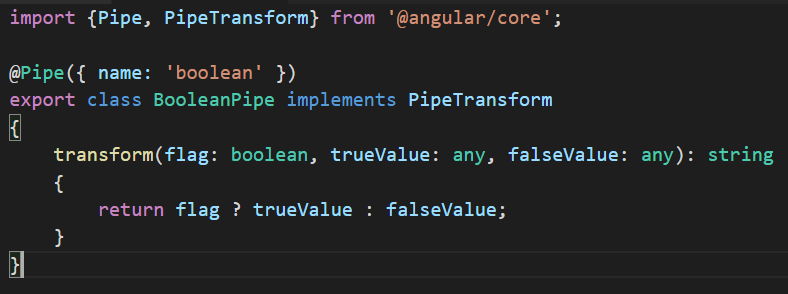 import {Pipe, PipeTransform} from '@angular/core';
@Pipe({ name: 'boolean' })
export class BooleanPipe implements PipeTransform
{
transform(flag: boolean, trueValue: any, falseValue: any): string
{
return flag ? trueValue : falseValue;
}
}